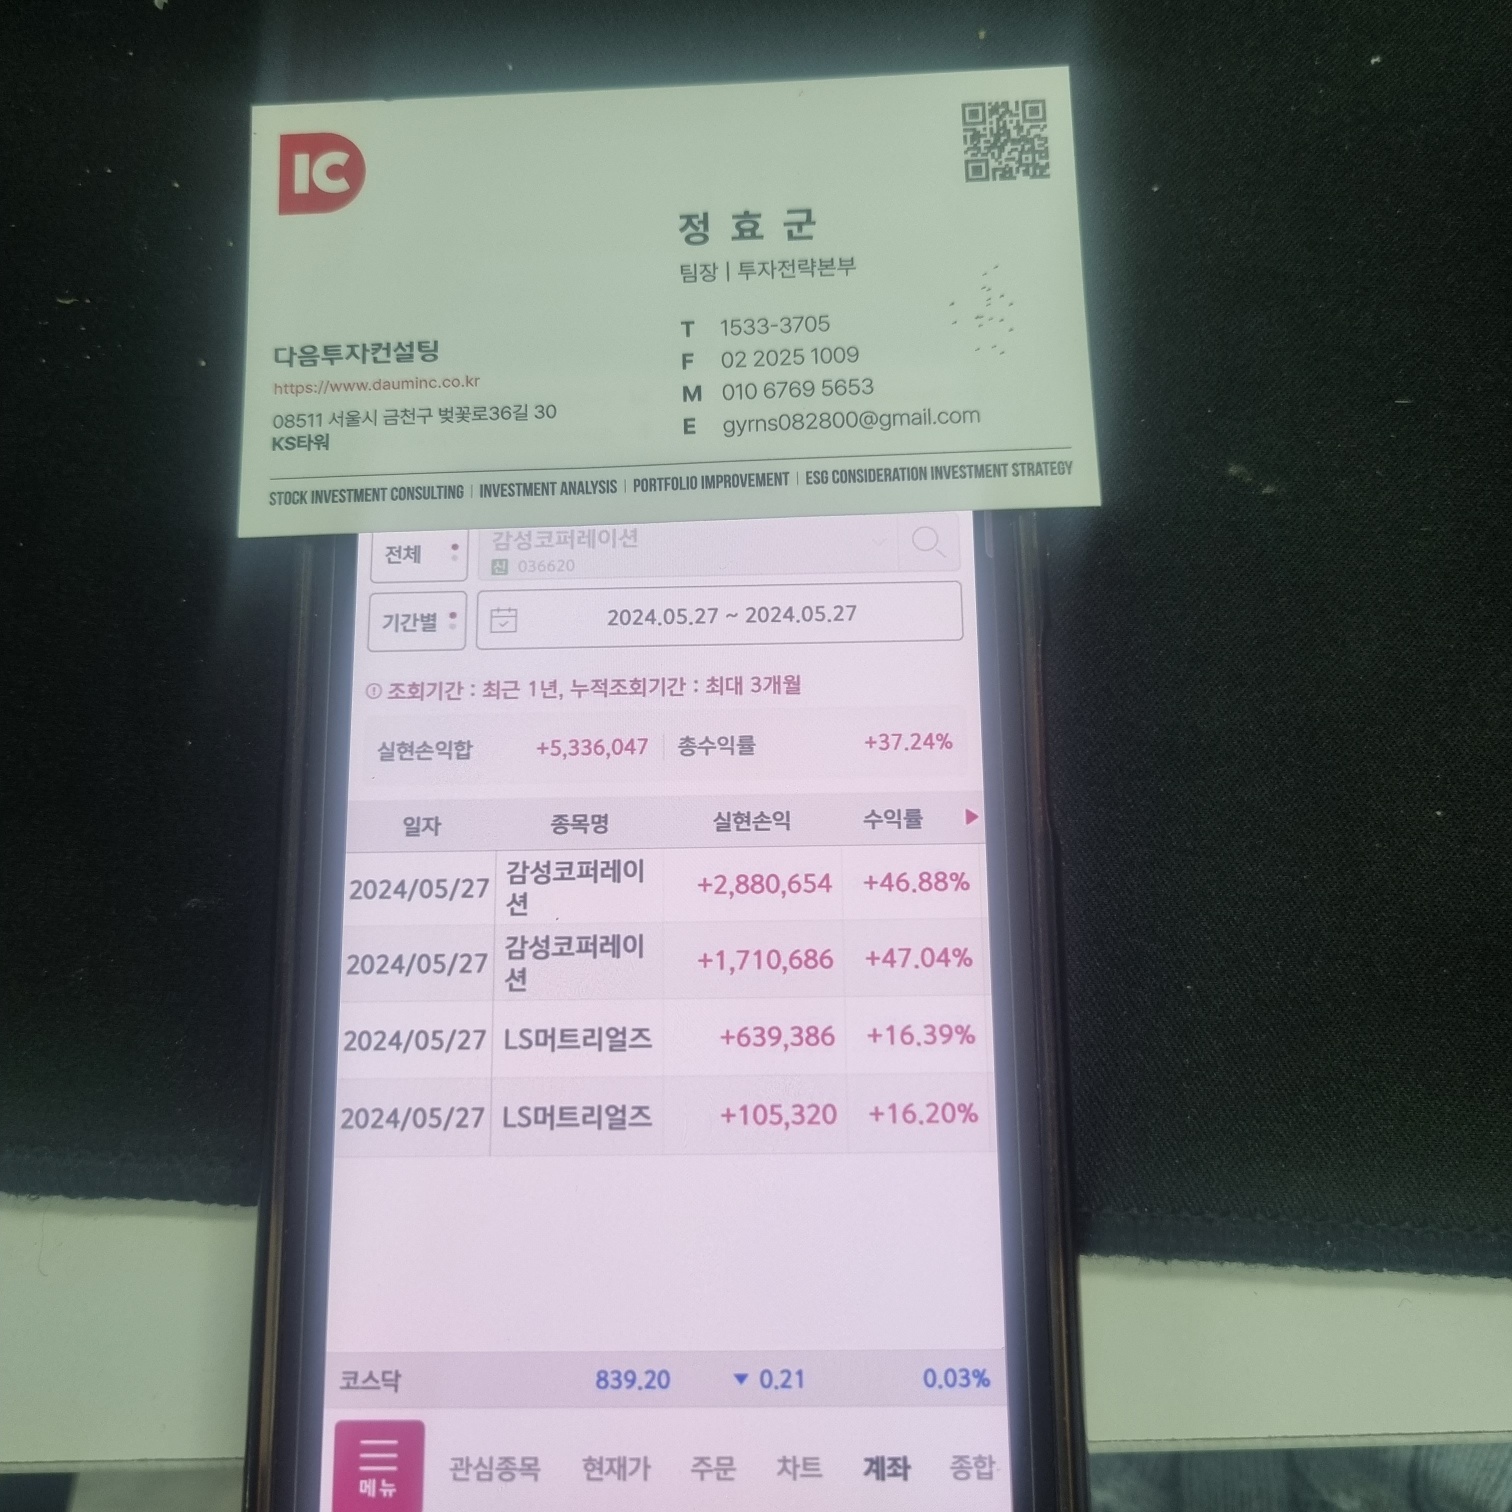 IC
정효군
팀장 | 투자전략본부
다음투자컨설팅
https://www.dauminc.co.kr
08511 서울시 금천구 벚꽃로36길 30
KS타워
T 1533-3705
F 02 2025 1009
M 010 6769 5653
E gyrns082800@gmail.com
STOCK INVESTMENT CONSULTING | INVESTMENT ANALYSIS | PORTFOLIO IMPROVEMENT | ESG CONSIDERATION INVESTMENT STRATEGY
전체 감성코퍼레이션
신 036620
기간별 2024.05.27 ~ 2024.05.27
조회기간 : 최근 1년, 누적조회기간 : 최대 3개월
실현손익합 +5,336,047 총수익률 +37.24%
일자 종목명 실현손익 수익률
2024/05/27 감성코퍼레이션 +2,880,654 +46.88%
2024/05/27 감성코퍼레이션 +1,710,686 +47.04%
2024/05/27 LS머트리얼즈 +639,386 +16.39%
2024/05/27 LS머트리얼즈 +105,320 +16.20%
코스닥 839.20 ▼ 0.21 0.03%
메뉴 관심종목 현재가 주문 차트 계좌 종합